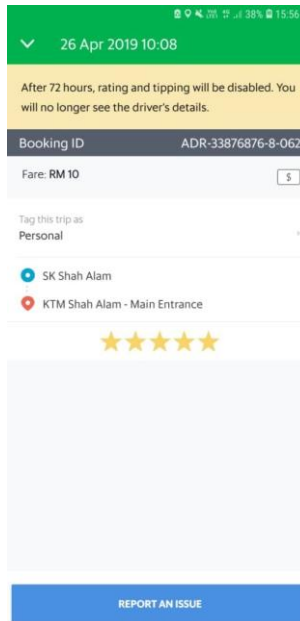 38% 15:56
26 Apr 2019 10:08
After 72 hours, rating and tipping will be disabled. You
will no longer see the driver's details.
Booking ID ADR-33876876-8-062
Fare: RM 10 $
Tag this trip as
Personal
SK Shah Alam
KTM Shah Alam - Main Entrance
REPORT AN ISSUE